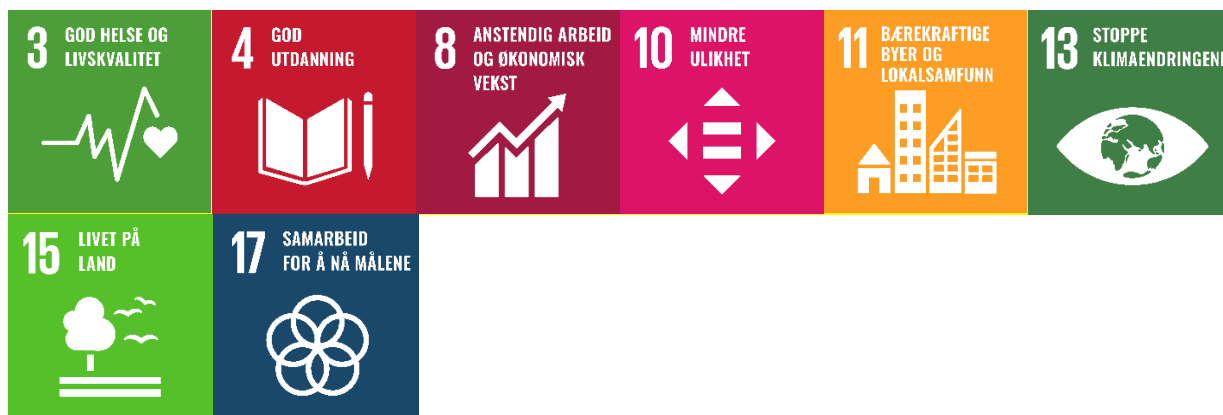 3 GOD HELSE OG
LIVSKVALITET
4 GOD
UTDANNING
8 ANSTENDIG ARBEID
OG ØKONOMISK
VEKST
10 MINDRE
ULIKHET
11 BÆREKRAFTIGE
BYER OG
LOKALSAMFUNN
13 STOPPE
KLIMAENDRINGENE
15 LIVET PÅ
LAND
17 SAMARBEID
FOR Å NÅ MÅLENE